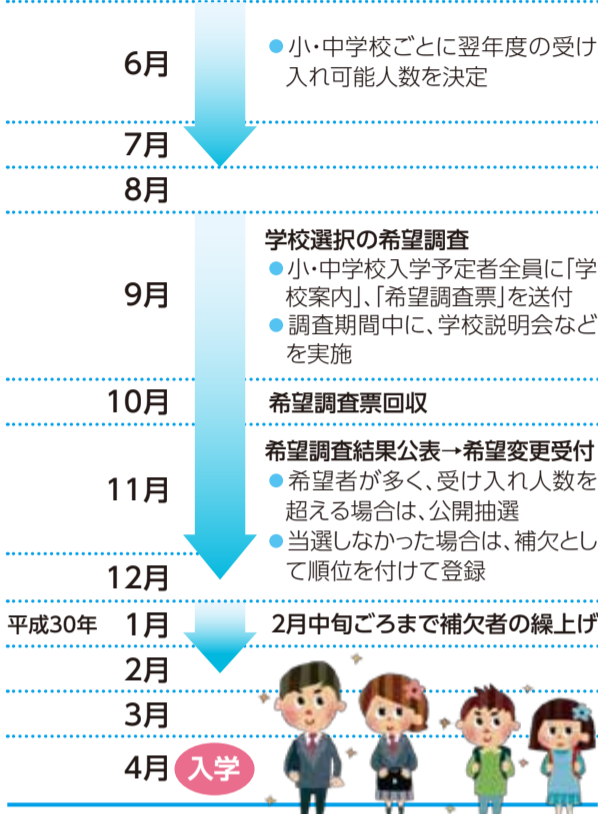 6月
●小・中学校ごとに翌年度の受け
入れ可能人数を決定
7月
8月
9月
学校選択の希望調査
●小・中学校入学予定者全員に「学
校案内」、「希望調査票」を送付
●調査期間中に、学校説明会など
を実施
10月 希望調査票回収
11月
希望調査結果公表→希望変更受付
●希望者が多く、受け入れ人数を
超える場合は、公開抽選
●当選しなかった場合は、補欠とし
て順位を付けて登録
12月
平成30年 1月 2月中旬ごろまで補欠者の繰上げ
2月
3月
4月 入学